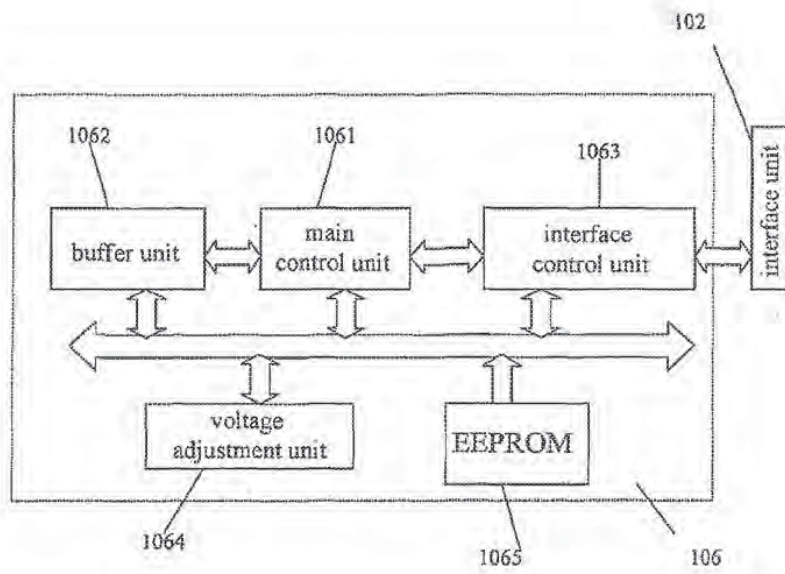 102
1062
1061
1063
buffer unit
main
control unit
interface
control unit
interface unit
voltage
adjustment unit
EEPROM
1064
1065
106